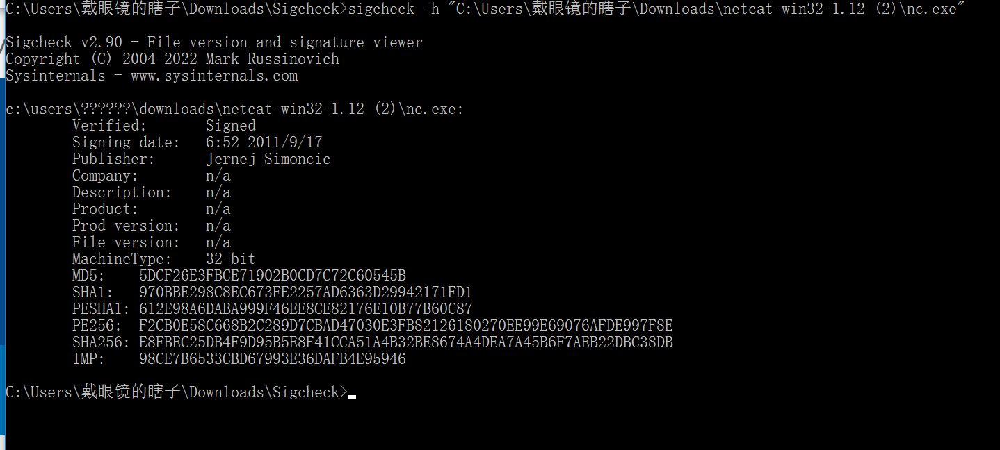 C:\Users\戴眼镜的瞎子\Downloads\Sigcheck>sigcheck -h "C:\Users\戴眼镜的瞎子\Downloads\netcat-win32-1.12 (2)\nc.exe"
Sigcheck v2.90 - File version and signature viewer
Copyright (C) 2004-2022 Mark Russinovich
Sysinternals - www.sysinternals.com
c:\users\??????\downloads\netcat-win32-1.12 (2)\nc.exe:
Verified: Signed
Signing date: 6:52 2011/9/17
Publisher: Jernej Simoncic
Company: n/a
Description: n/a
Product: n/a
Prod version: n/a
File version: n/a
MachineType: 32-bit
MD5: 5DCF26E3FBCE71902B0CD7C72C60545B
SHA1: 970BBE298C8EC673FE2257AD6363D29942171FD1
PESHA1: 612E98A6DABA999F46EE8CE82176E10B77B60C87
PE256: F2CB0E58C668B2C289D7CBAD47030E3FB82126180270EE99E69076AFDE997F8E
SHA256: E8FBEC25DB4F9D95B5E8F41CCA51A4B32BE8674A4DEA7A45B6F7AEB22DBC38DB
IMP: 98CE7B6533CBD67993E36DAFB4E95946
C:\Users\戴眼镜的瞎子\Downloads\Sigcheck>